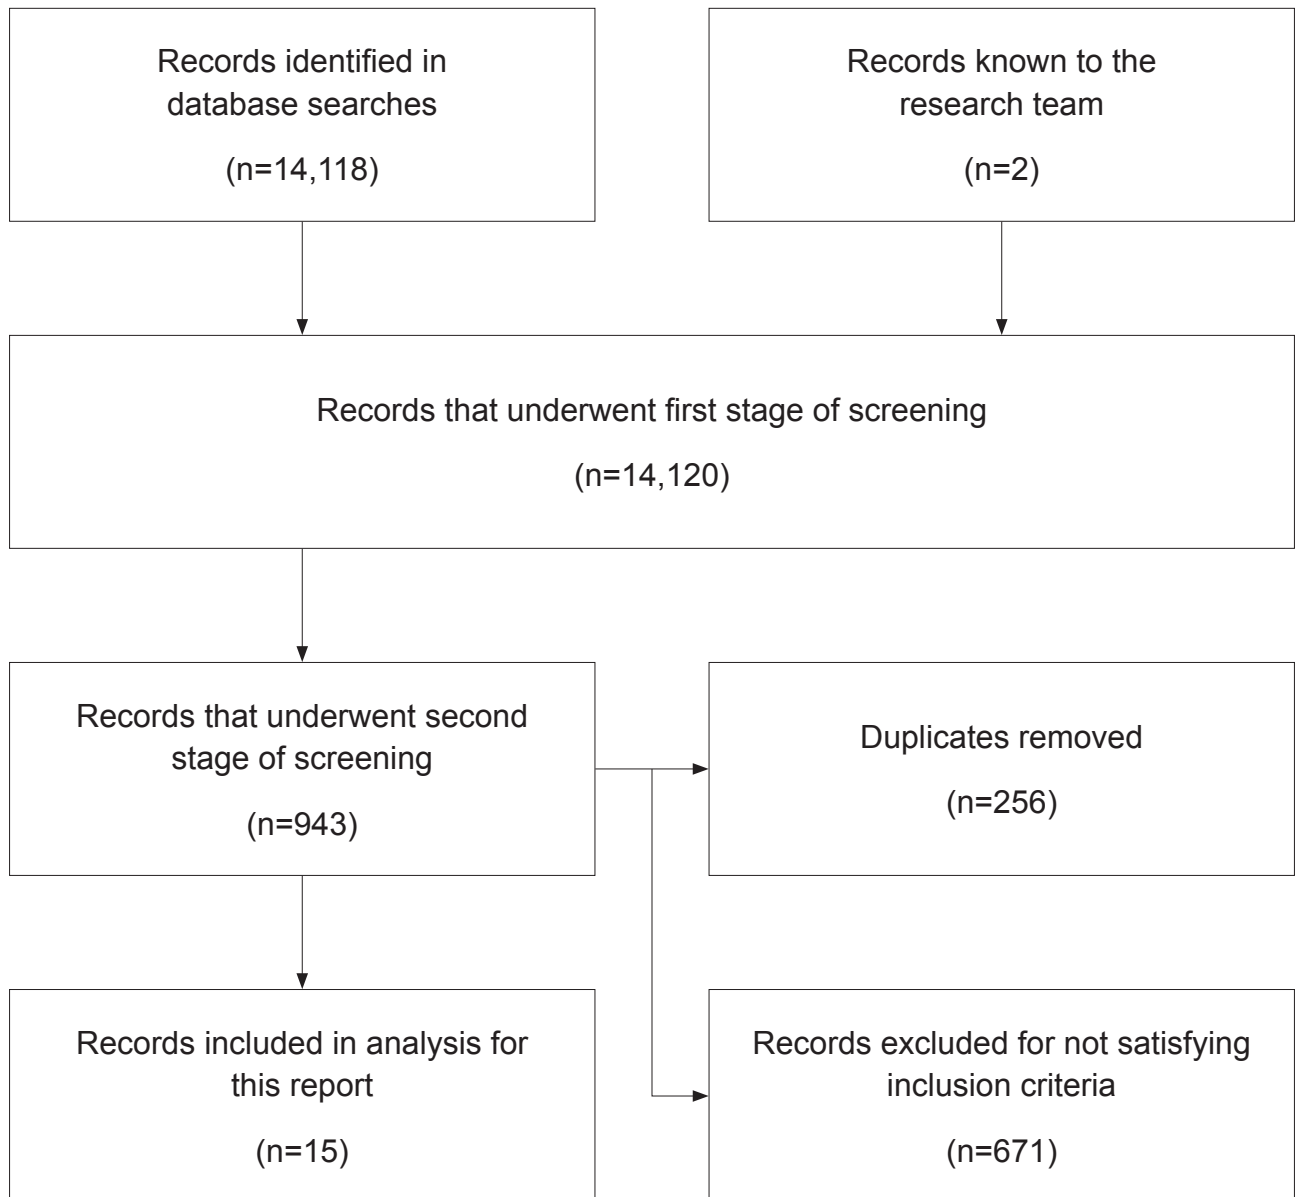 Records identified in
database searches
(n=14,118)
Records known to the
research team
(n=2)
Records that underwent first stage of screening
(n=14,120)
Records that underwent second
stage of screening
(n=943)
Duplicates removed
(n=256)
Records included in analysis for
this report
(n=15)
Records excluded for not satisfying
inclusion criteria
(n=671)